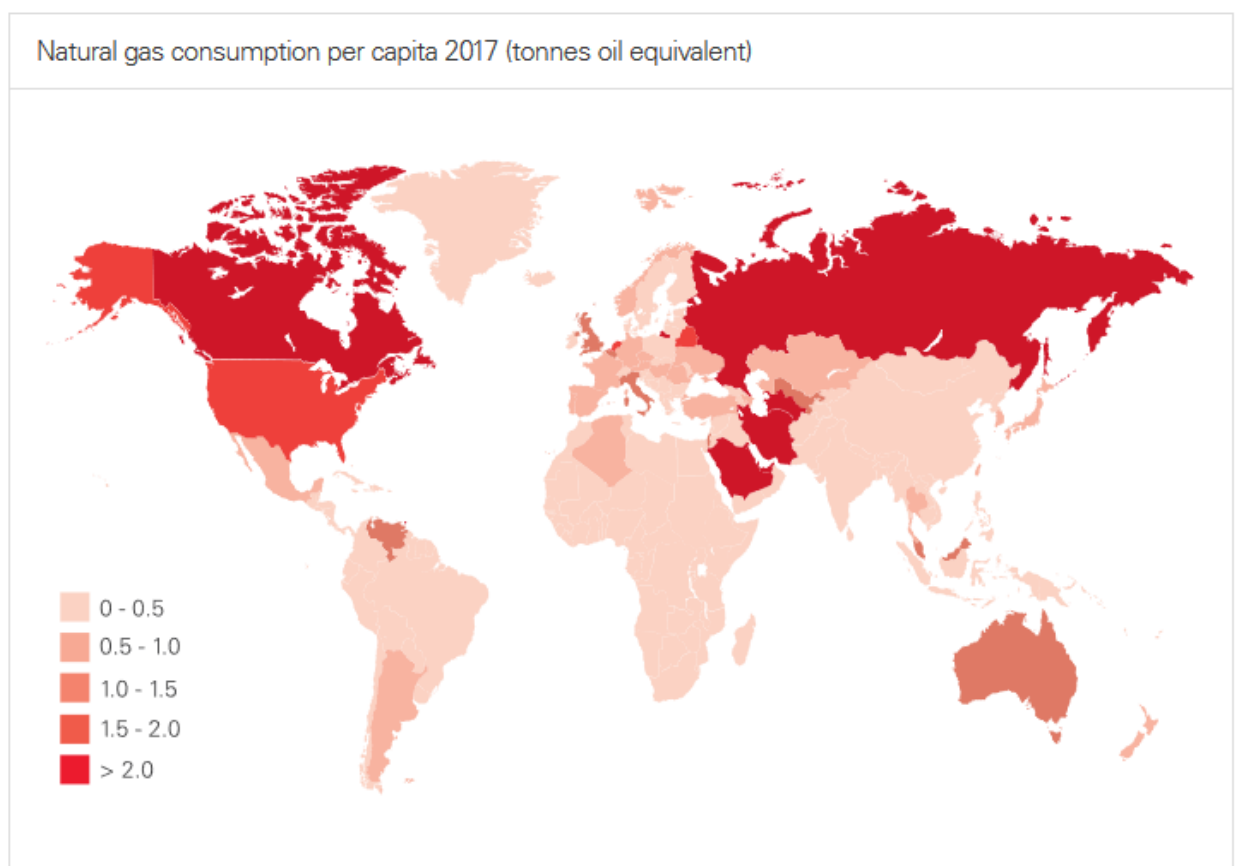 Natural gas consumption per capita 2017 (tonnes oil equivalent)
0 - 0.5
0.5 - 1.0
1.0 - 1.5
1.5 - 2.0
> 2.0